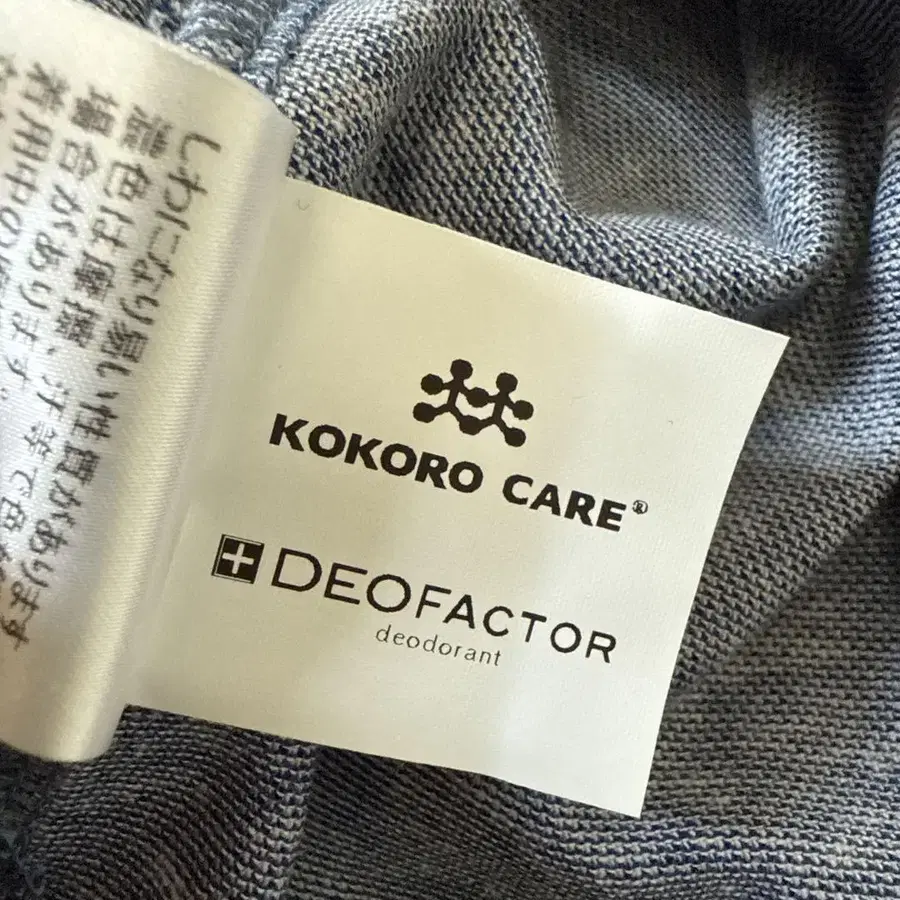 しわになり易い性質があります
濃色は摩擦、汗等で色
場合があります。
着用中の
KOKORO CARE®
DEOFACTOR
deodorant